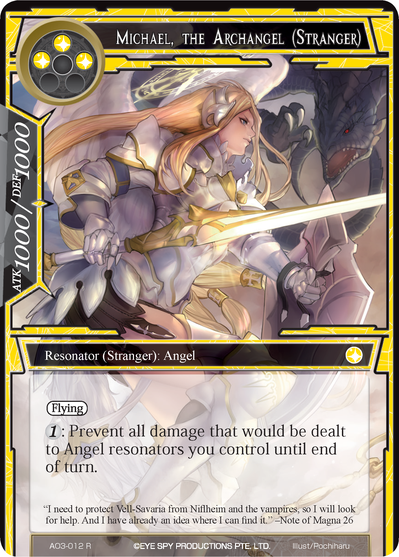 Michael, the Archangel (Stranger)
ATK 1000 / DEF 1000
Resonator (Stranger): Angel
Flying
1: Prevent all damage that would be dealt
to Angel resonators you control until end
of turn.
“I need to protect Vell-Savaria from Niflheim and the vampires, so I will look
for help. And I have already an idea where I can find it.” –Note of Magna 26
AO3-012 R ©EYE SPY PRODUCTIONS PTE. LTD. Illust/Pochiharu